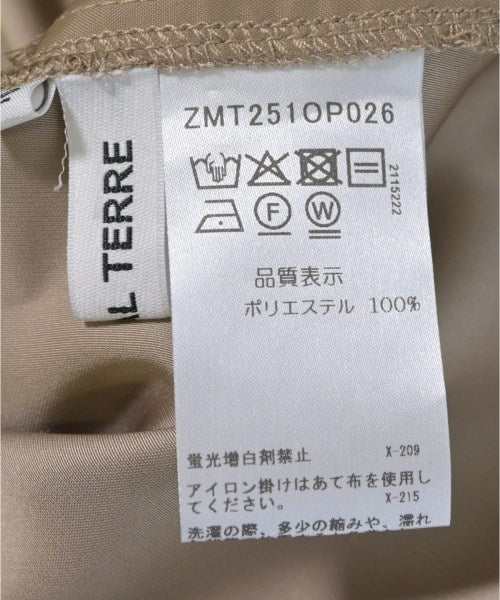 AL TERRE
ZMT251OP026
2115222
F W
品質表示
ポリエステル 100%
蛍光増白剤禁止 X-209
アイロン掛けはあて布を使用し
てください。 X-215
洗濯の際、多少の縮みや、濡れ